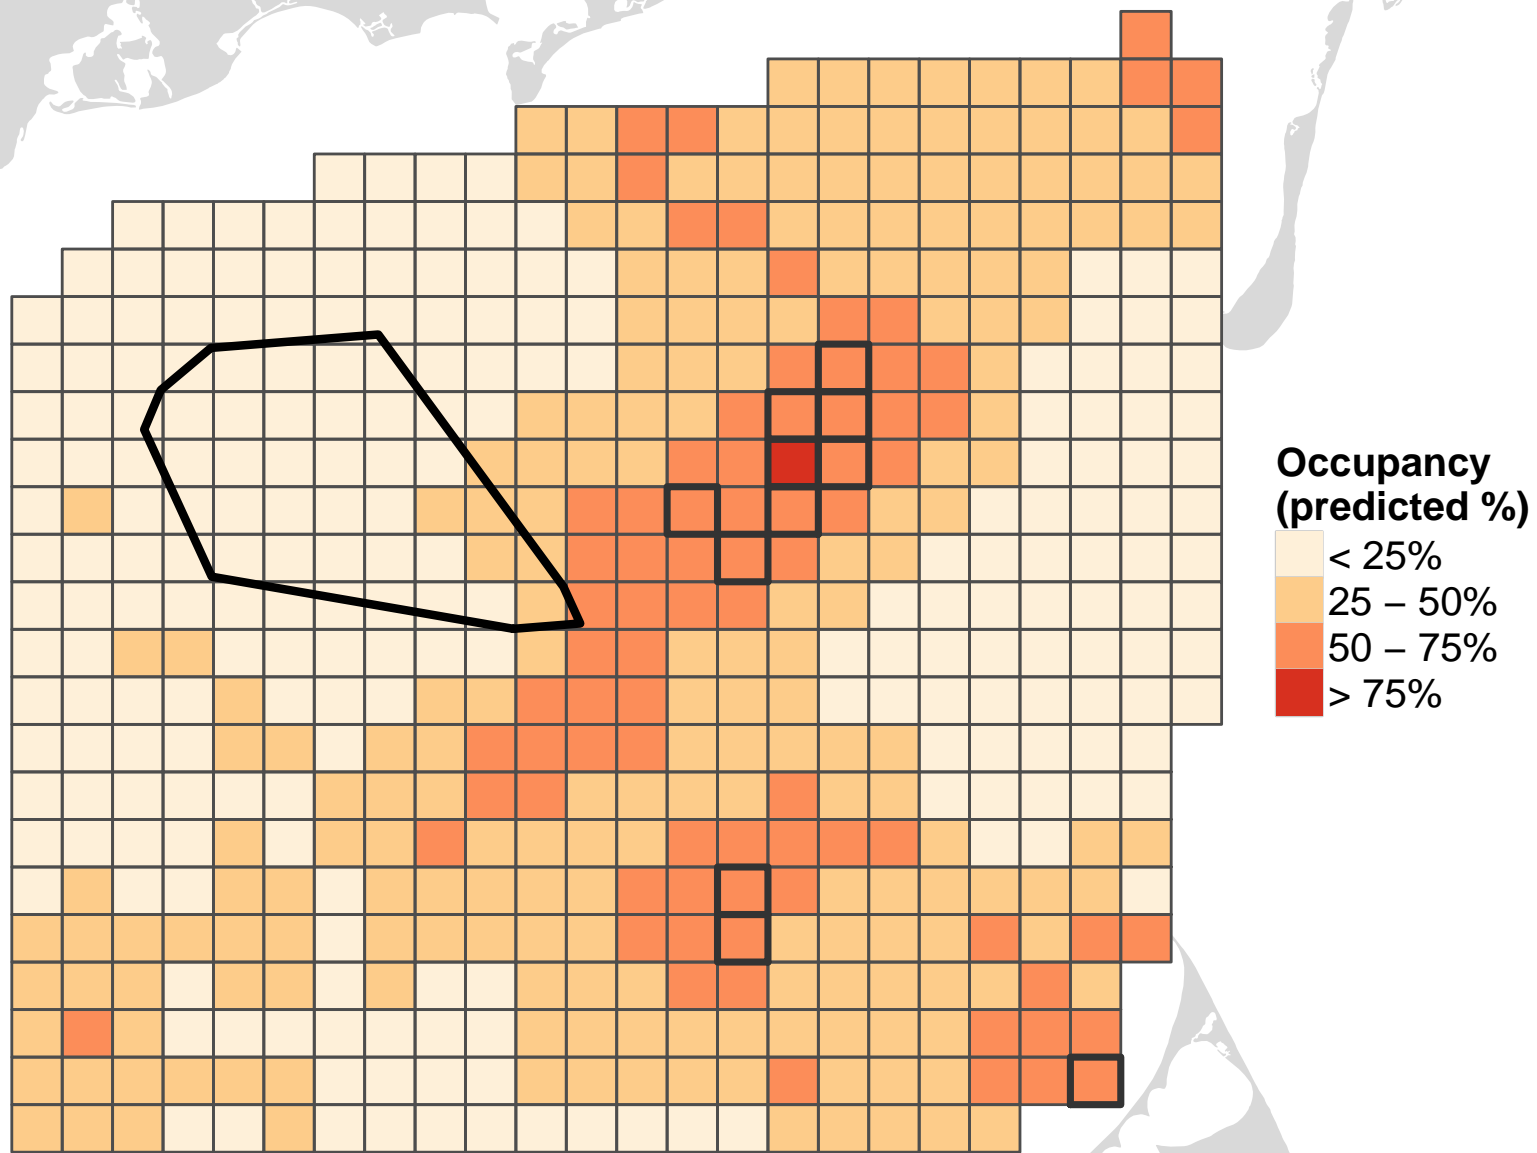 Occupancy
(predicted %)
< 25%
25 – 50%
50 – 75%
> 75%